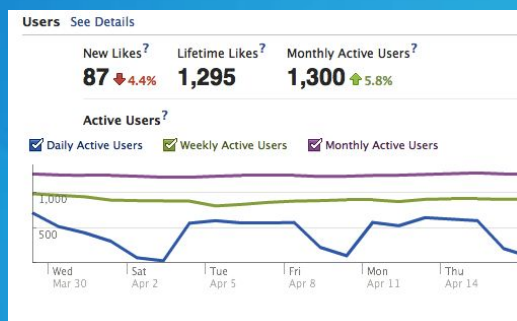 Users See Details
New Likes? Lifetime Likes? Monthly Active Users?
87 4.4% 1,295 1,300 5.8%
Active Users?
Daily Active Users Weekly Active Users Monthly Active Users
1,000
500
Wed Sat Tue Fri Mon Thu
Mar 30 Apr 2 Apr 5 Apr 8 Apr 11 Apr 14